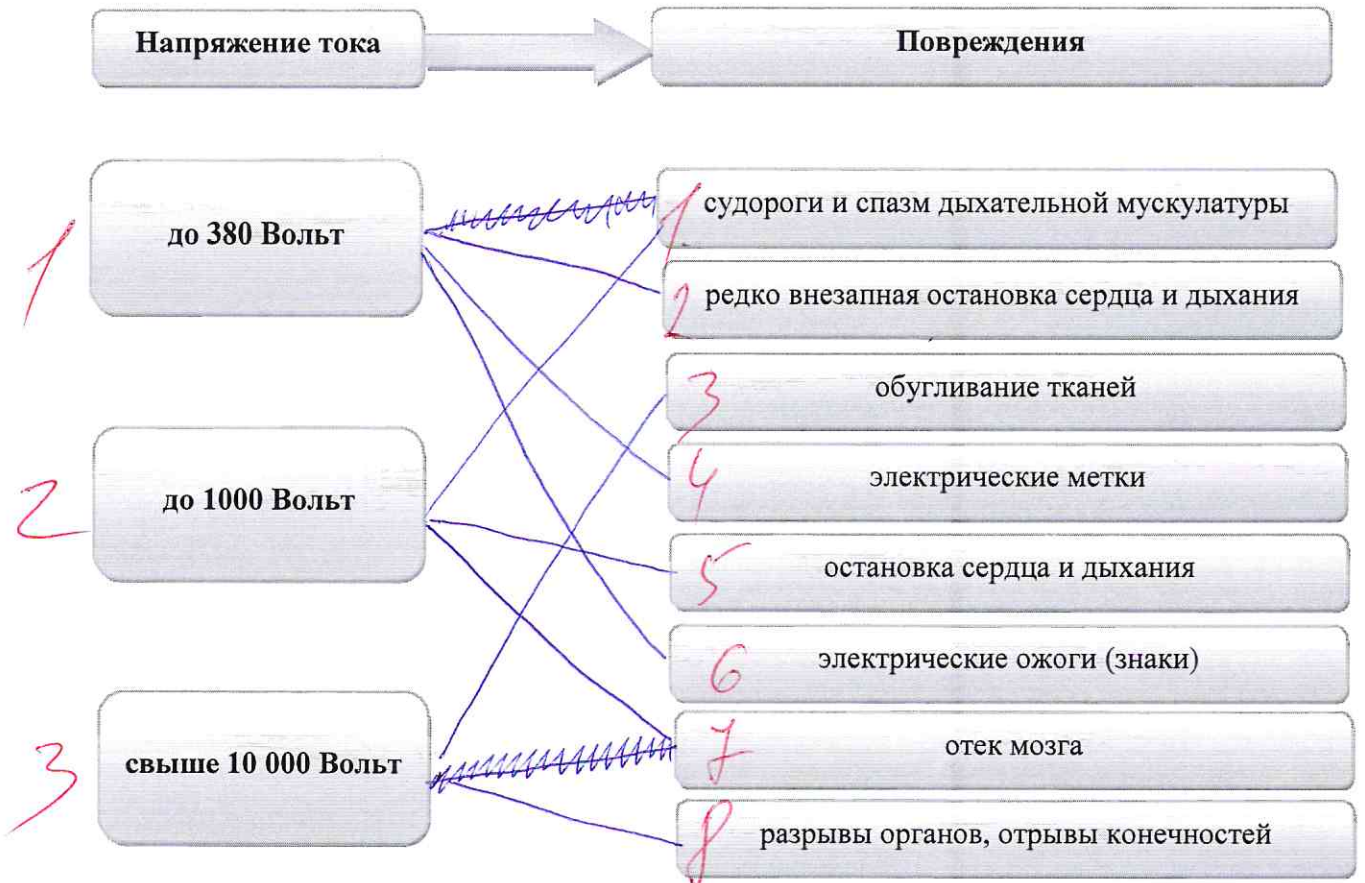 Напряжение тока
Повреждения
1
до 380 Вольт
2
до 1000 Вольт
3
свыше 10 000 Вольт
1 судороги и спазм дыхательной мускулатуры
2 редко внезапная остановка сердца и дыхания
3 обугливание тканей
4 электрические метки
5 остановка сердца и дыхания
6 электрические ожоги (знаки)
7 отек мозга
8 разрывы органов, отрывы конечностей